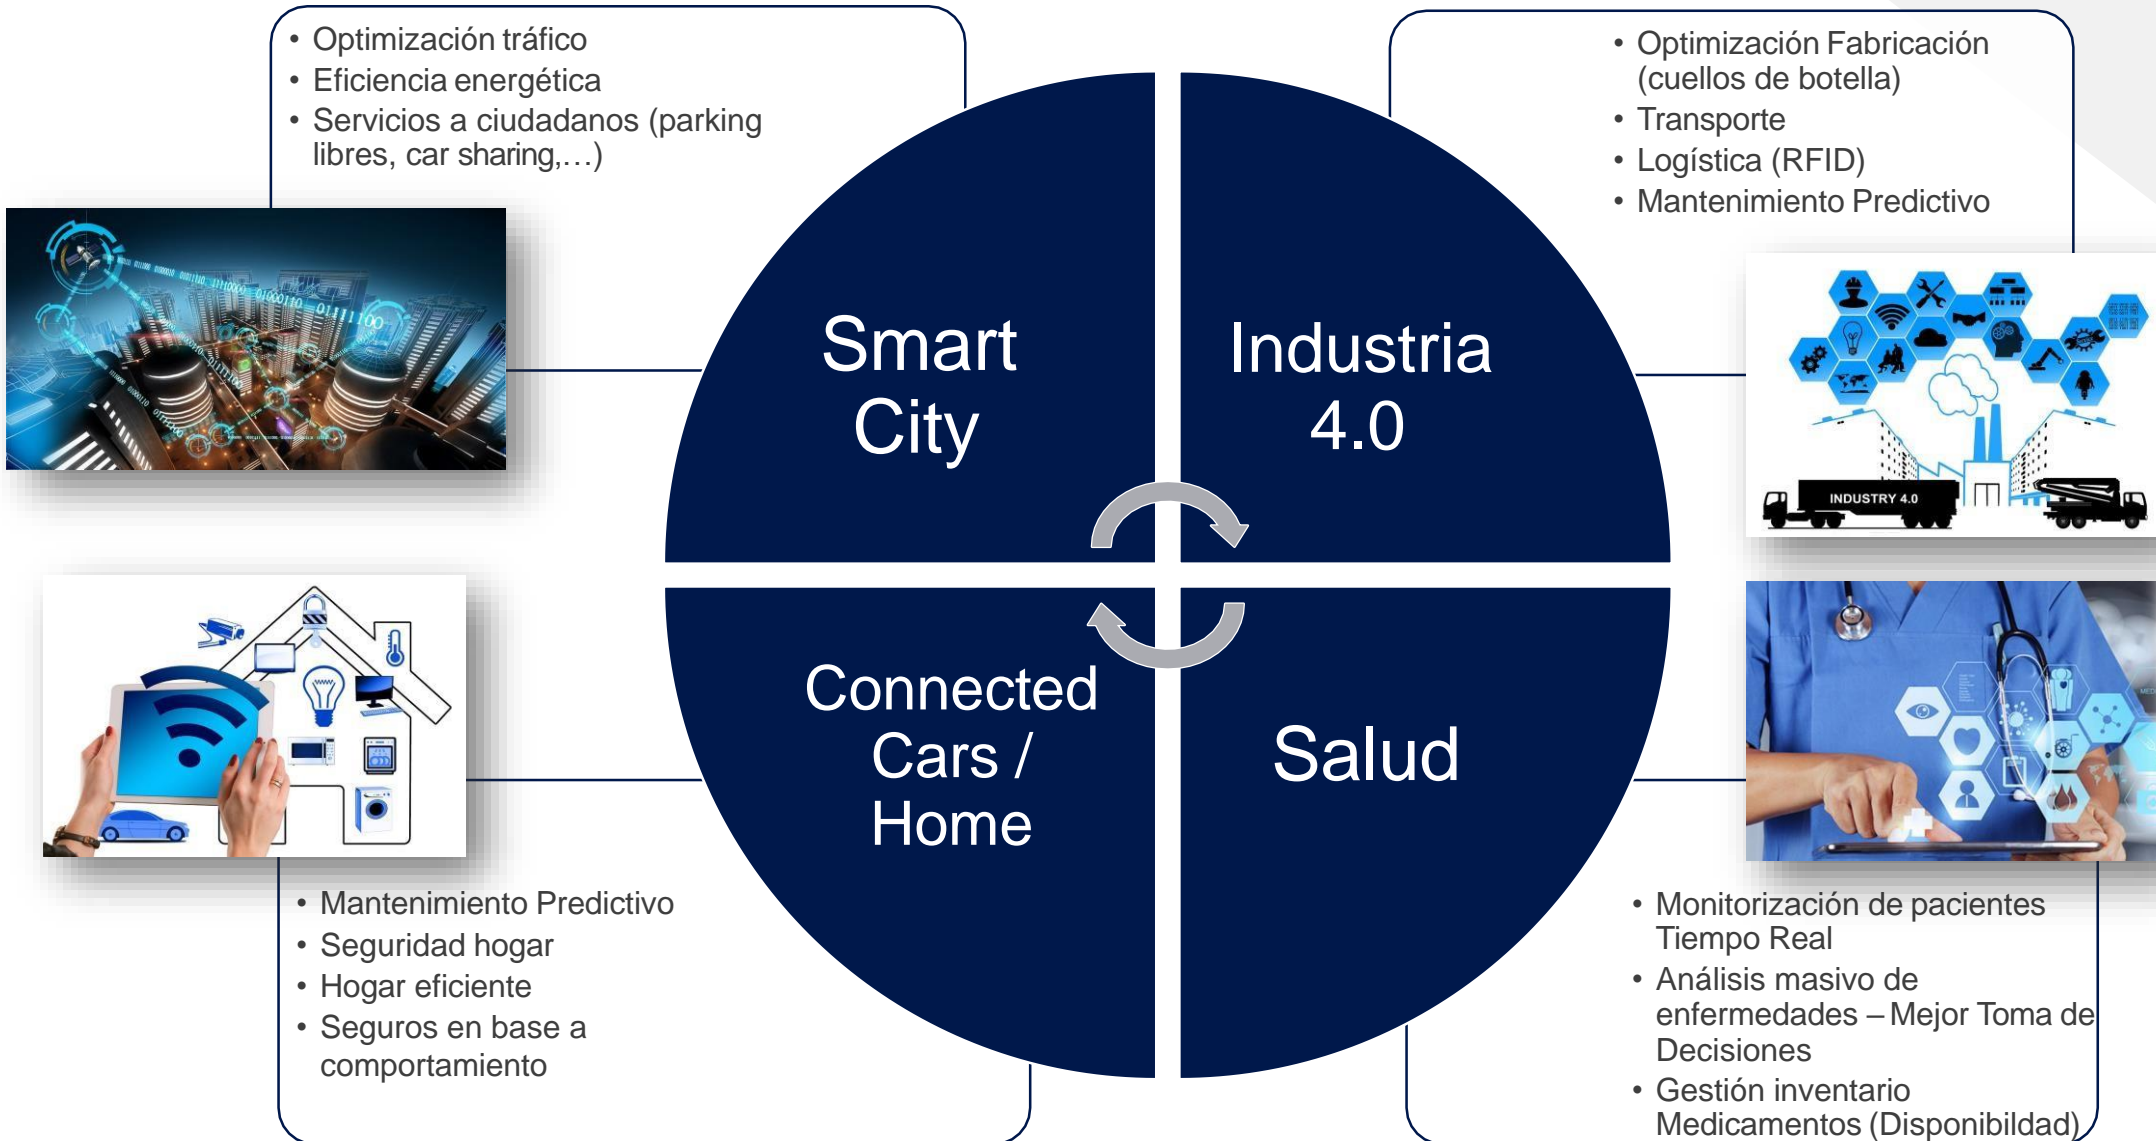 • Optimización tráfico
• Eficiencia energética
• Servicios a ciudadanos (parking
libres, car sharing,…)
• Optimización Fabricación
(cuellos de botella)
• Transporte
• Logística (RFID)
• Mantenimiento Predictivo
Smart
City
Industria
4.0
01000110
01111100
INDUSTRY 4.0
Connected
Cars /
Home
Salud
• Mantenimiento Predictivo
• Seguridad hogar
• Hogar eficiente
• Seguros en base a
comportamiento
• Monitorización de pacientes
Tiempo Real
• Análisis masivo de
enfermedades – Mejor Toma de
Decisiones
• Gestión inventario
Medicamentos (Disponibildad)